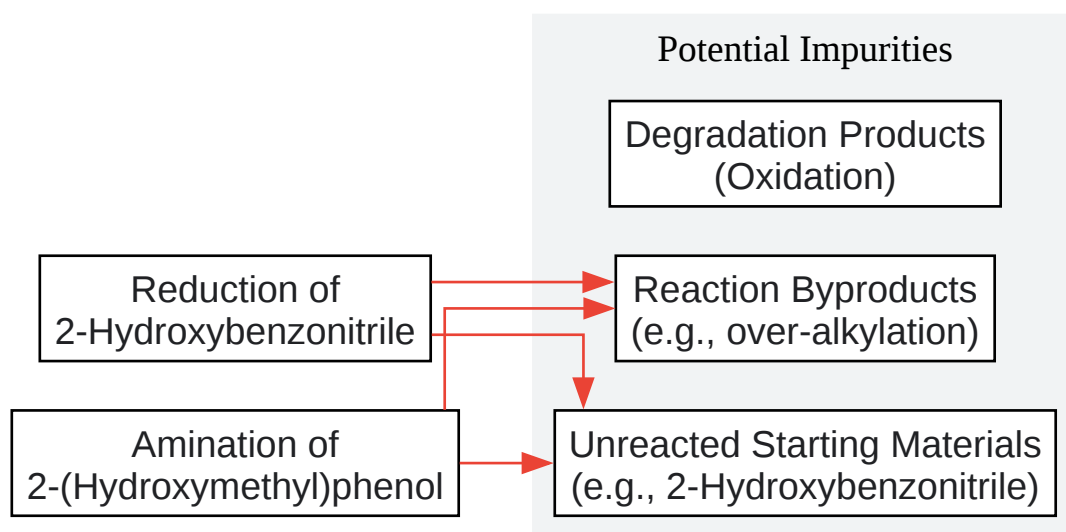 Potential Impurities
Degradation Products
(Oxidation)
Reduction of
2-Hydroxybenzonitrile
Reaction Byproducts
(e.g., over-alkylation)
Amination of
2-(Hydroxymethyl)phenol
Unreacted Starting Materials
(e.g., 2-Hydroxybenzonitrile)